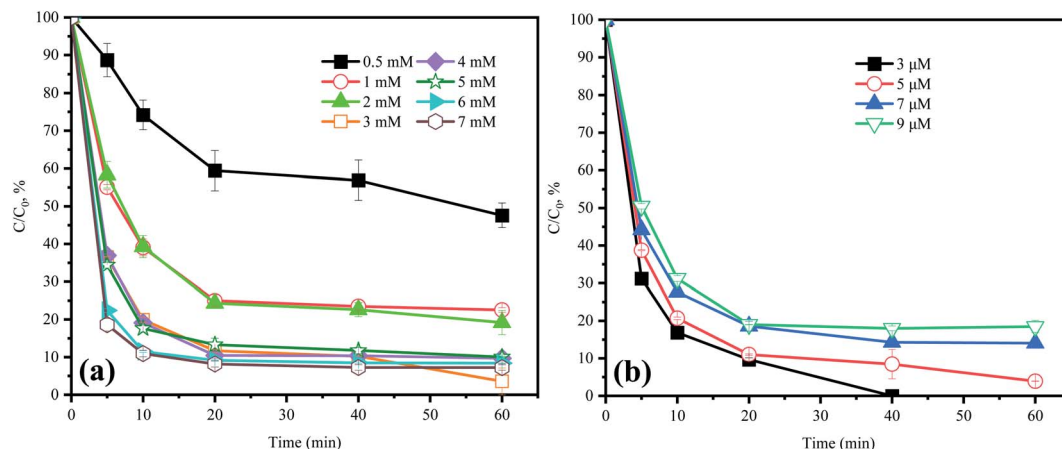 100
90
80
70
60
50
40
30
20
10
0
C/C₀, %
0.5 mM
1 mM
2 mM
3 mM
4 mM
5 mM
6 mM
7 mM
(a)
0 10 20 30 40 50 60
Time (min)
100
90
80
70
60
50
40
30
20
10
0
C/C₀, %
3 μM
5 μM
7 μM
9 μM
(b)
0 10 20 30 40 50 60
Time (min)